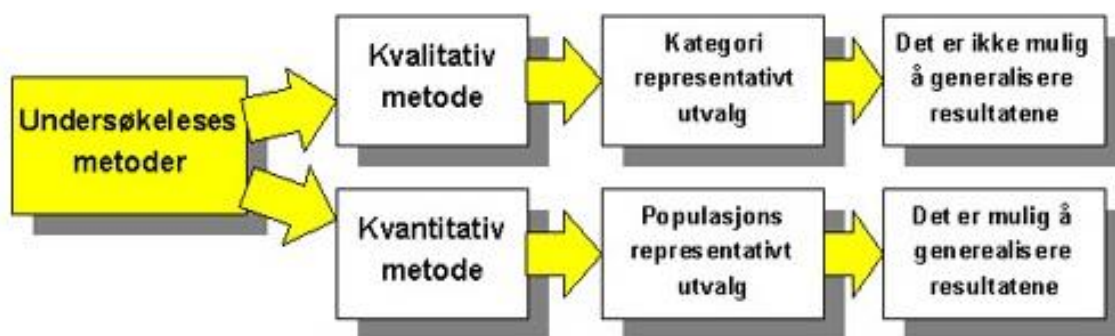 Undersøkeleses
metoder
Kvalitativ
metode
Kategori
representativt
utvalg
Det er ikke mulig
å generalisere
resultatene
Kvantitativ
metode
Populasjons
representativt
utvalg
Det er mulig å
generealisere
resultatene